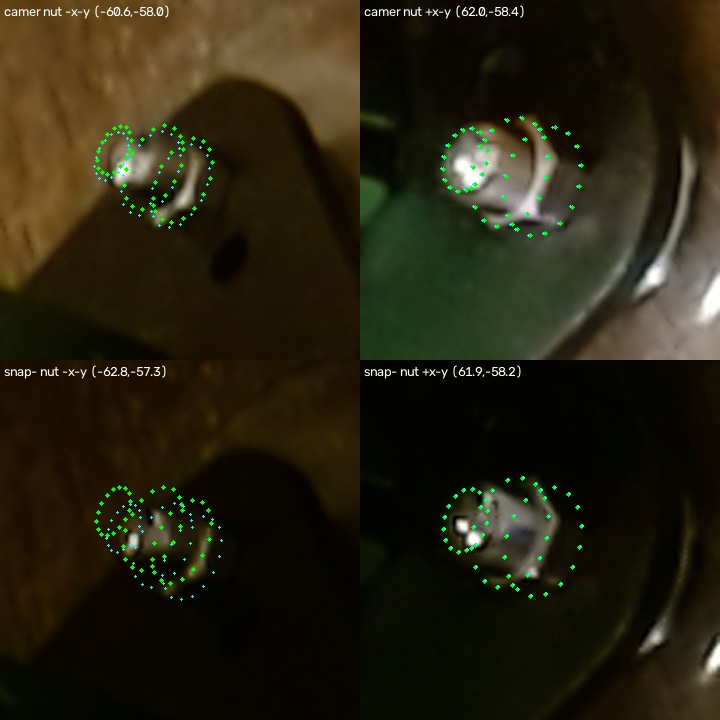 camer nut -x-y (-60.6,-58.0)
camer nut +x-y (62.0,-58.4)
snap- nut -x-y (-62.8,-57.3)
snap- nut +x-y (61.9,-58.2)